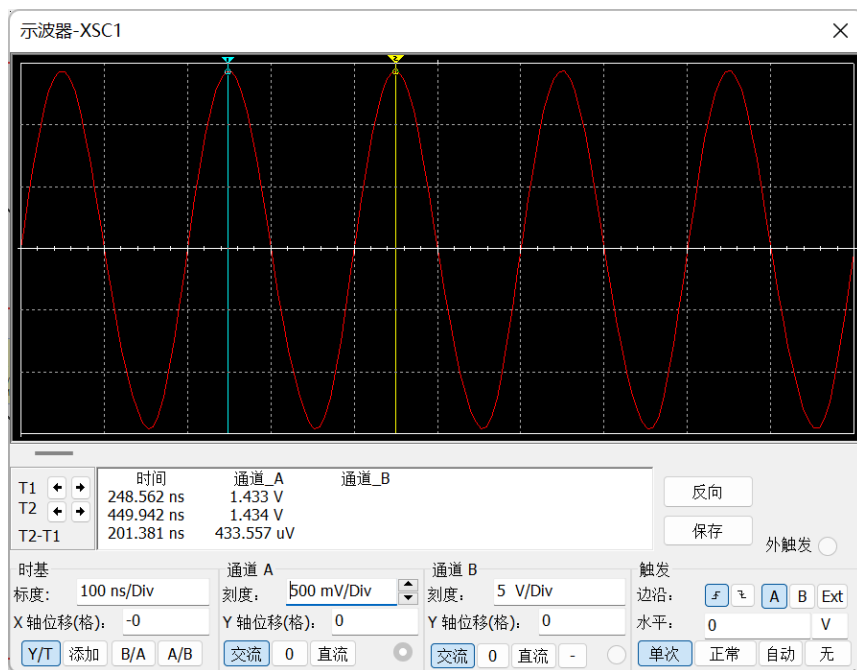 示波器-XSC1
1
2
时间 通道_A 通道_B
T1 248.562 ns 1.433 V
T2 449.942 ns 1.434 V
T2-T1 201.381 ns 433.557 uV
反向
保存
外触发
时基 通道 A 通道 B 触发
标度: 100 ns/Div 刻度: 500 mV/Div 刻度: 5 V/Div 边沿: A B Ext
X 轴位移(格): -0 Y 轴位移(格): 0 Y 轴位移(格): 0 水平: 0 V
Y/T 添加 B/A A/B 交流 0 直流 交流 0 直流 - 单次 正常 自动 无